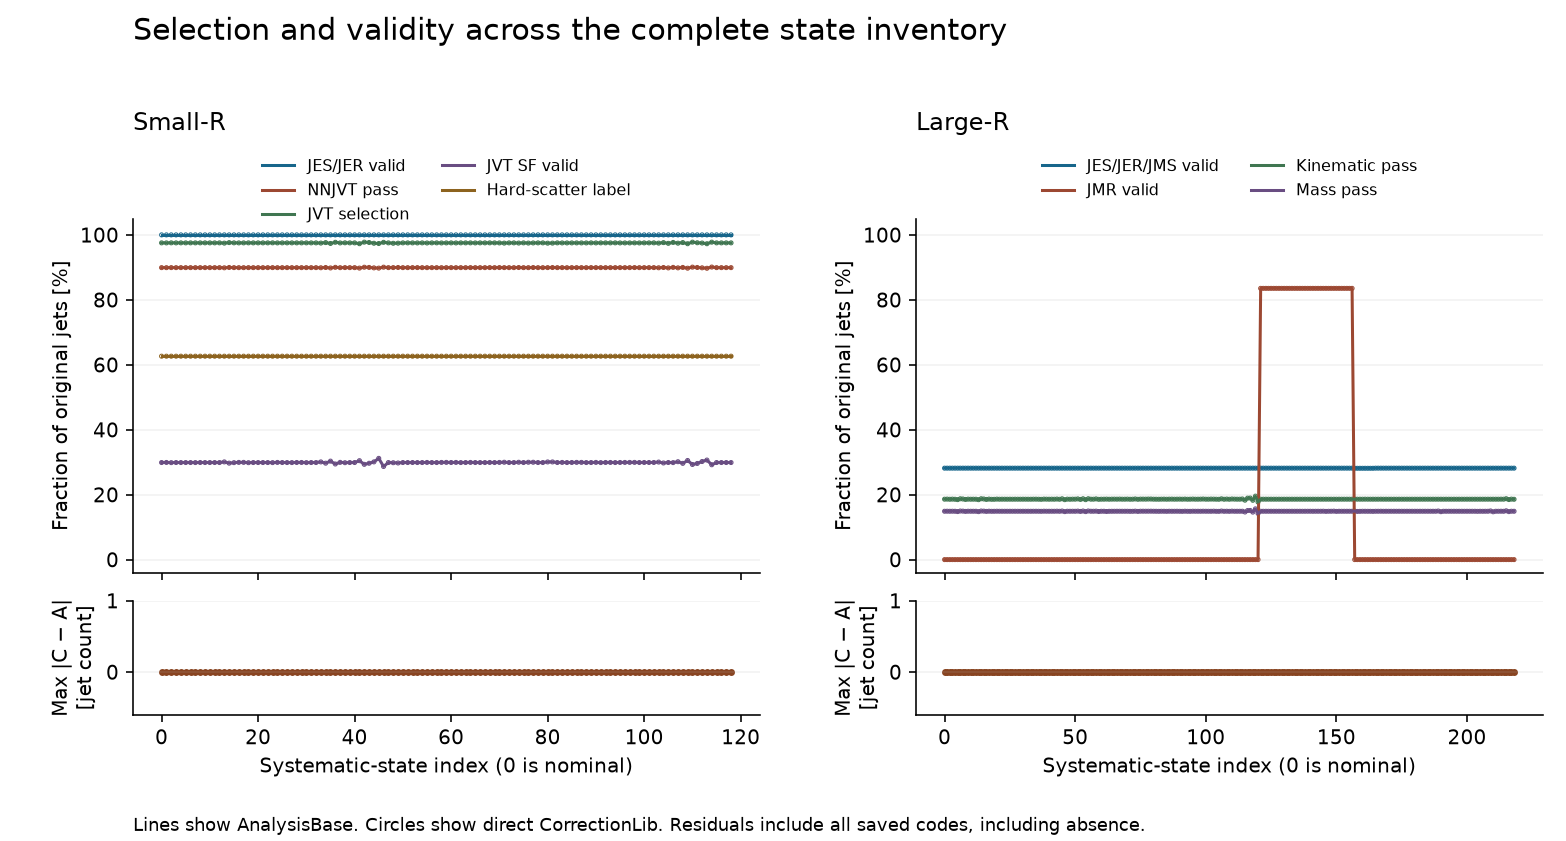 Selection and validity across the complete state inventory
Small-R
JES/JER valid
NNJVT pass
JVT selection
JVT SF valid
Hard-scatter label
Fraction of original jets [%]
100
80
60
40
20
0
Max |C − A|
[jet count]
1
0
0 20 40 60 80 100 120
Systematic-state index (0 is nominal)
Large-R
JES/JER/JMS valid
JMR valid
Kinematic pass
Mass pass
Fraction of original jets [%]
100
80
60
40
20
0
Max |C − A|
[jet count]
1
0
0 50 100 150 200
Systematic-state index (0 is nominal)
Lines show AnalysisBase. Circles show direct CorrectionLib. Residuals include all saved codes, including absence.